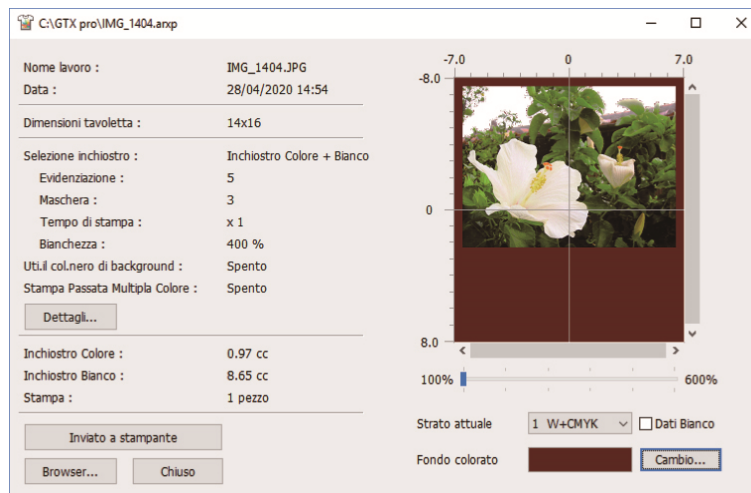 C:\GTX pro\IMG_1404.arxp
Nome lavoro : IMG_1404.JPG
Data : 28/04/2020 14:54
Dimensioni tavoletta : 14x16
Selezione inchiostro : Inchiostro Colore + Bianco
Evidenziazione : 5
Maschera : 3
Tempo di stampa : x 1
Bianchezza : 400 %
Uti.il col.nero di background : Spento
Stampa Passata Multipla Colore : Spento
Dettagli...
Inchiostro Colore : 0.97 cc
Inchiostro Bianco : 8.65 cc
Stampa : 1 pezzo
Inviato a stampante
Browser... Chiuso
-7.0 0 7.0
-8.0
0
8.0
100% 600%
Strato attuale 1 W+CMYK Dati Bianco
Fondo colorato Cambio...